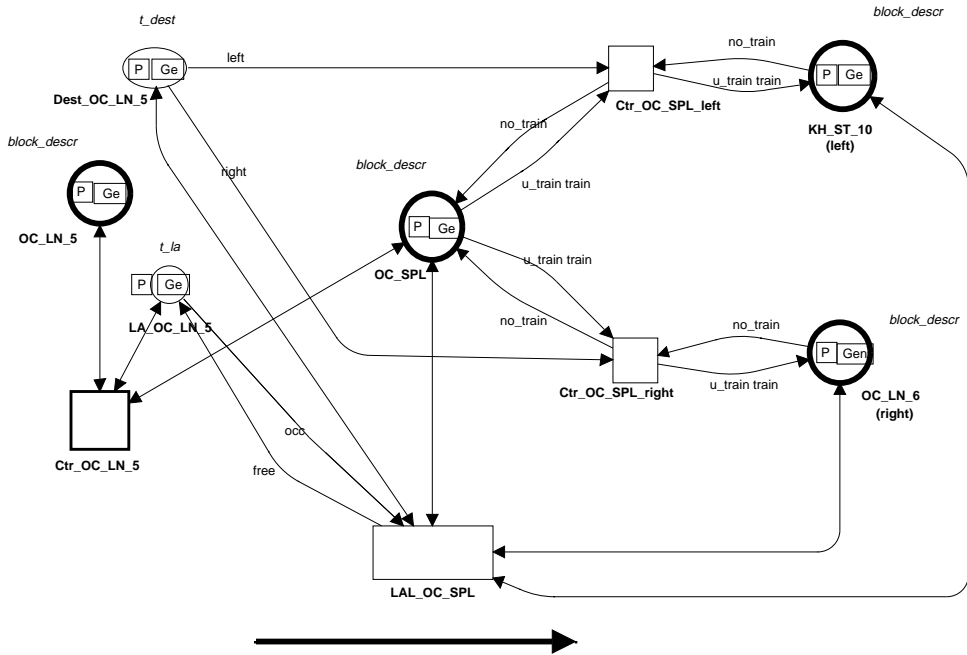 block_descr
t_dest
no_train
left
P Ge
P Ge
u_train train
Dest_OC_LN_5
Ctr_OC_SPL_left
no_train
KH_ST_10
(left)
block_descr
block_descr
right
u_train train
P Ge
P Ge
OC_LN_5
t_la
OC_SPL
u_train train
P Ge
LA_OC_LN_5
no_train
no_train
block_descr
P Gen
u_train train
Ctr_OC_SPL_right
OC_LN_6
(right)
occ
Ctr_OC_LN_5
free
LAL_OC_SPL